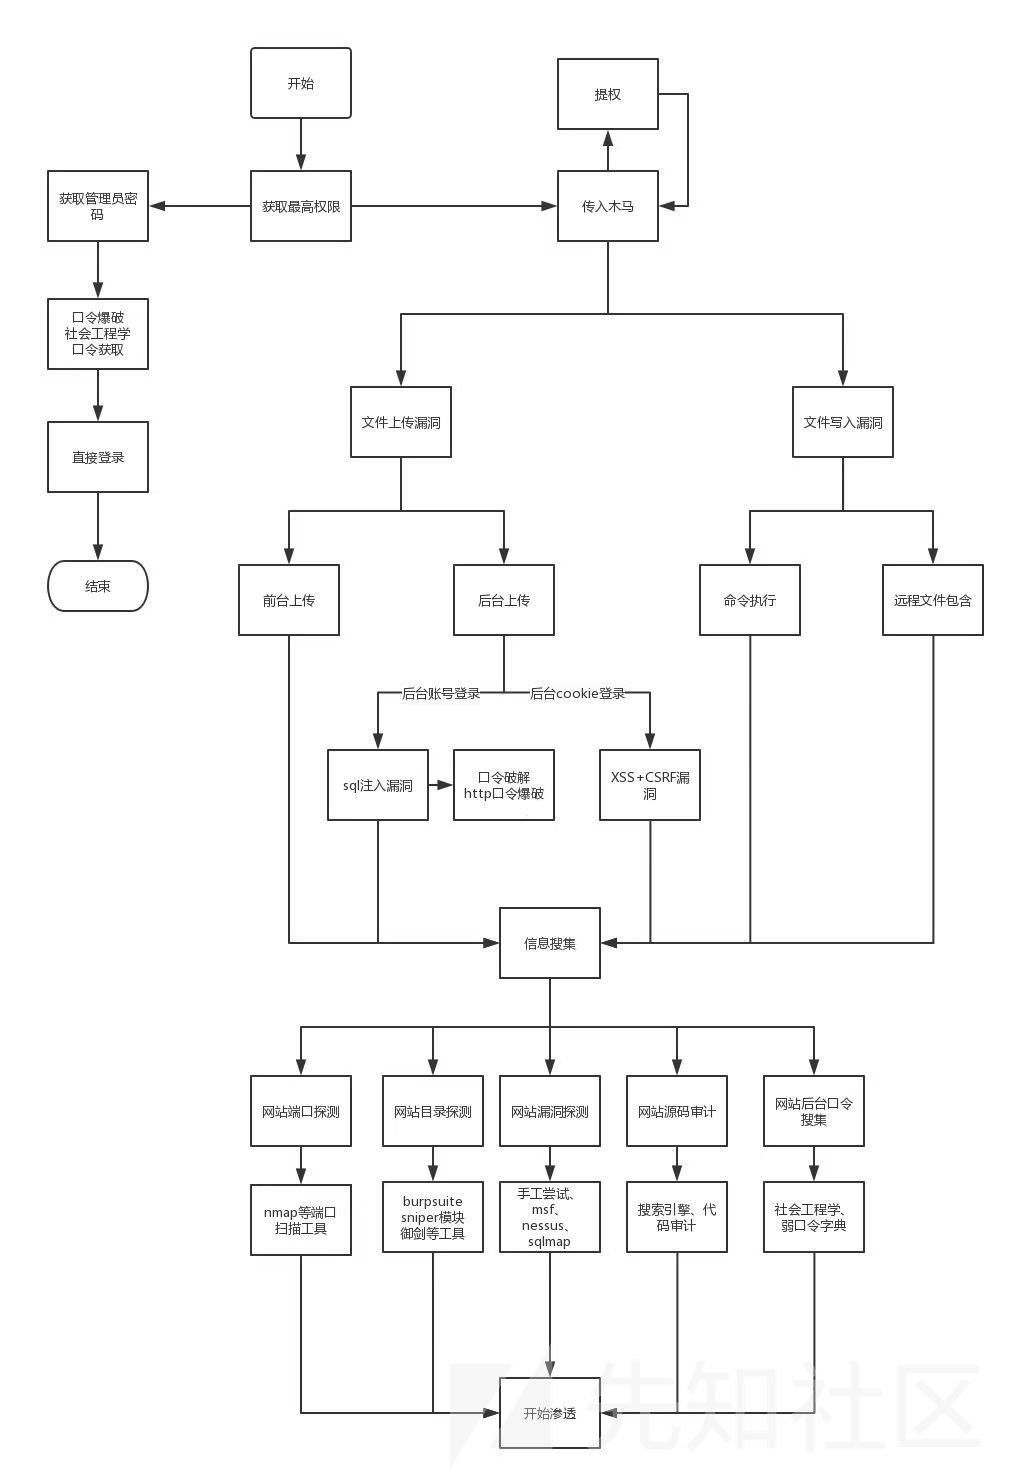 开始
提权
获取管理员密
码
获取最高权限
传入木马
口令爆破
社会工程学
口令获取
文件上传漏洞
文件写入漏洞
直接登录
结束
前台上传
后台上传
命令执行
远程文件包含
后台账号登录
后台cookie登录
sql注入漏洞
口令破解
http口令爆破
XSS+CSRF漏
洞
信息搜集
网站端口探测
网站目录探测
网站漏洞探测
网站源码审计
网站后台口令
搜集
nmap等端口
扫描工具
burpsuite
sniper模块
御剑等工具
手工尝试、
msf、
nessus、
sqlmap
搜索引擎、代
码审计
社会工程学、
弱口令字典
开始渗透
先知社区